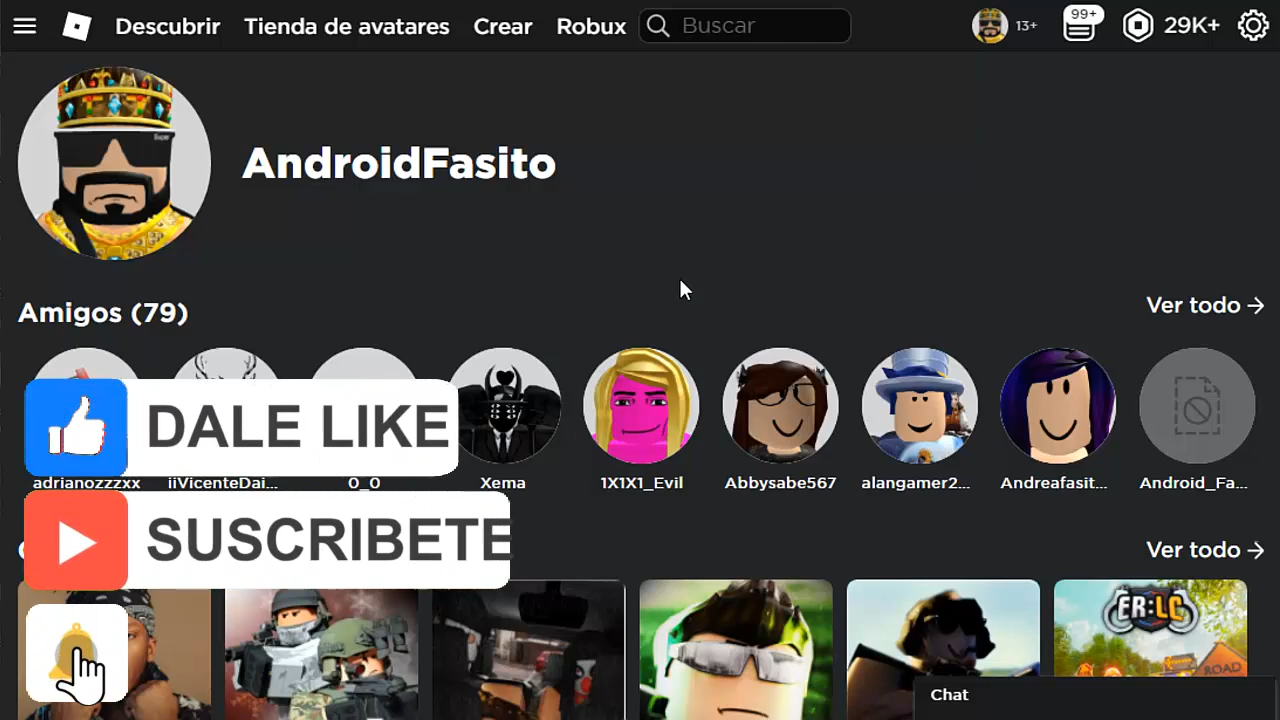 Descubrir Tienda de avatares Crear Robux Buscar 13+ 99+ 29K+
AndroidFasito
Amigos (79) Ver todo
DALE LIKE
adrianozzzxx iiVicenteDai... 0_0 Xema 1X1X1_Evil Abbysabe567 alangamer2... Andreafasit... Android_Fa...
SUSCRIBETE
Ver todo
ER:LC
ROAD
Chat